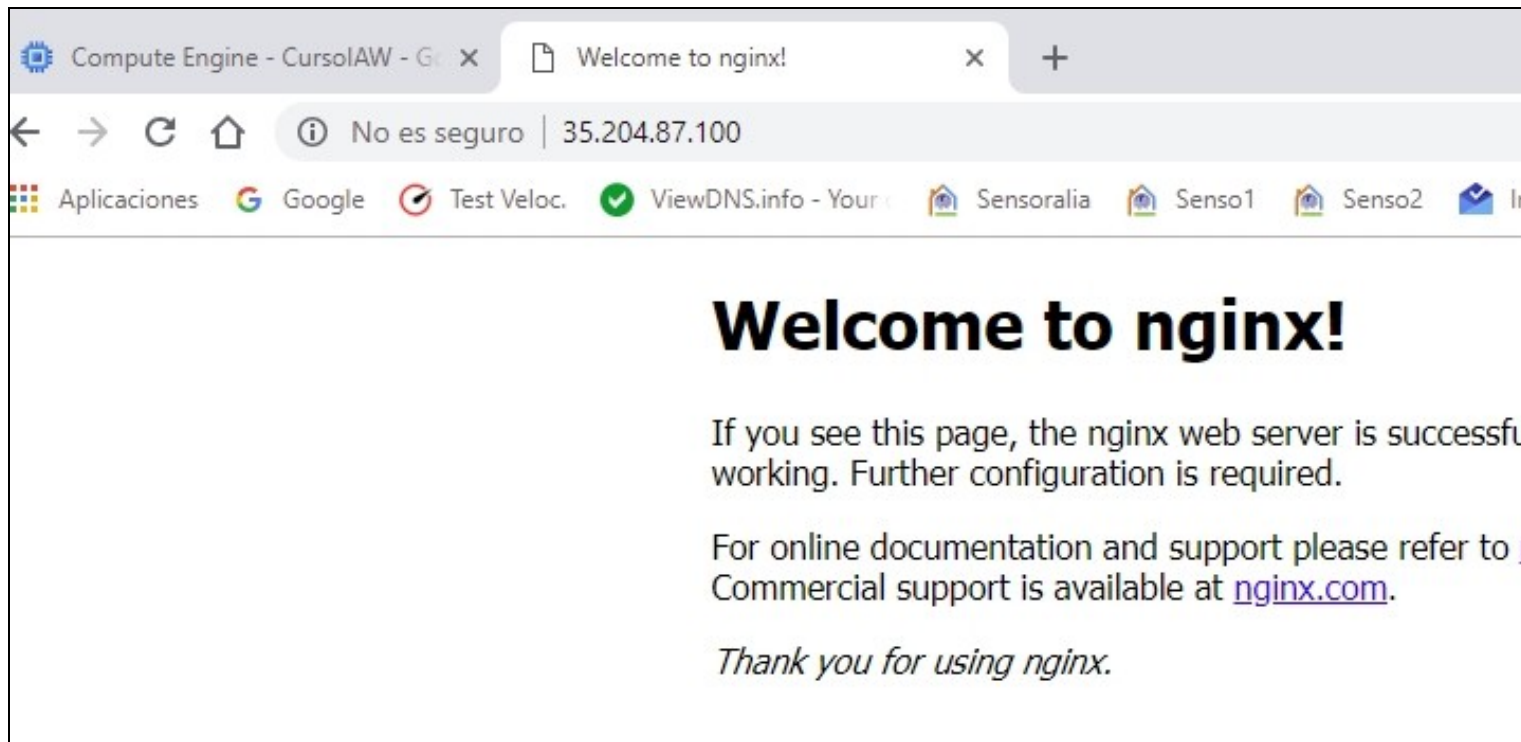 Compute Engine - CursoIAW - G
Welcome to nginx!
No es seguro | 35.204.87.100
Aplicaciones Google Test Veloc. ViewDNS.info - Your Sensoralia Senso1 Senso2
Welcome to nginx!
If you see this page, the nginx web server is successfu
working. Further configuration is required.
For online documentation and support please refer to
Commercial support is available at nginx.com.
Thank you for using nginx.